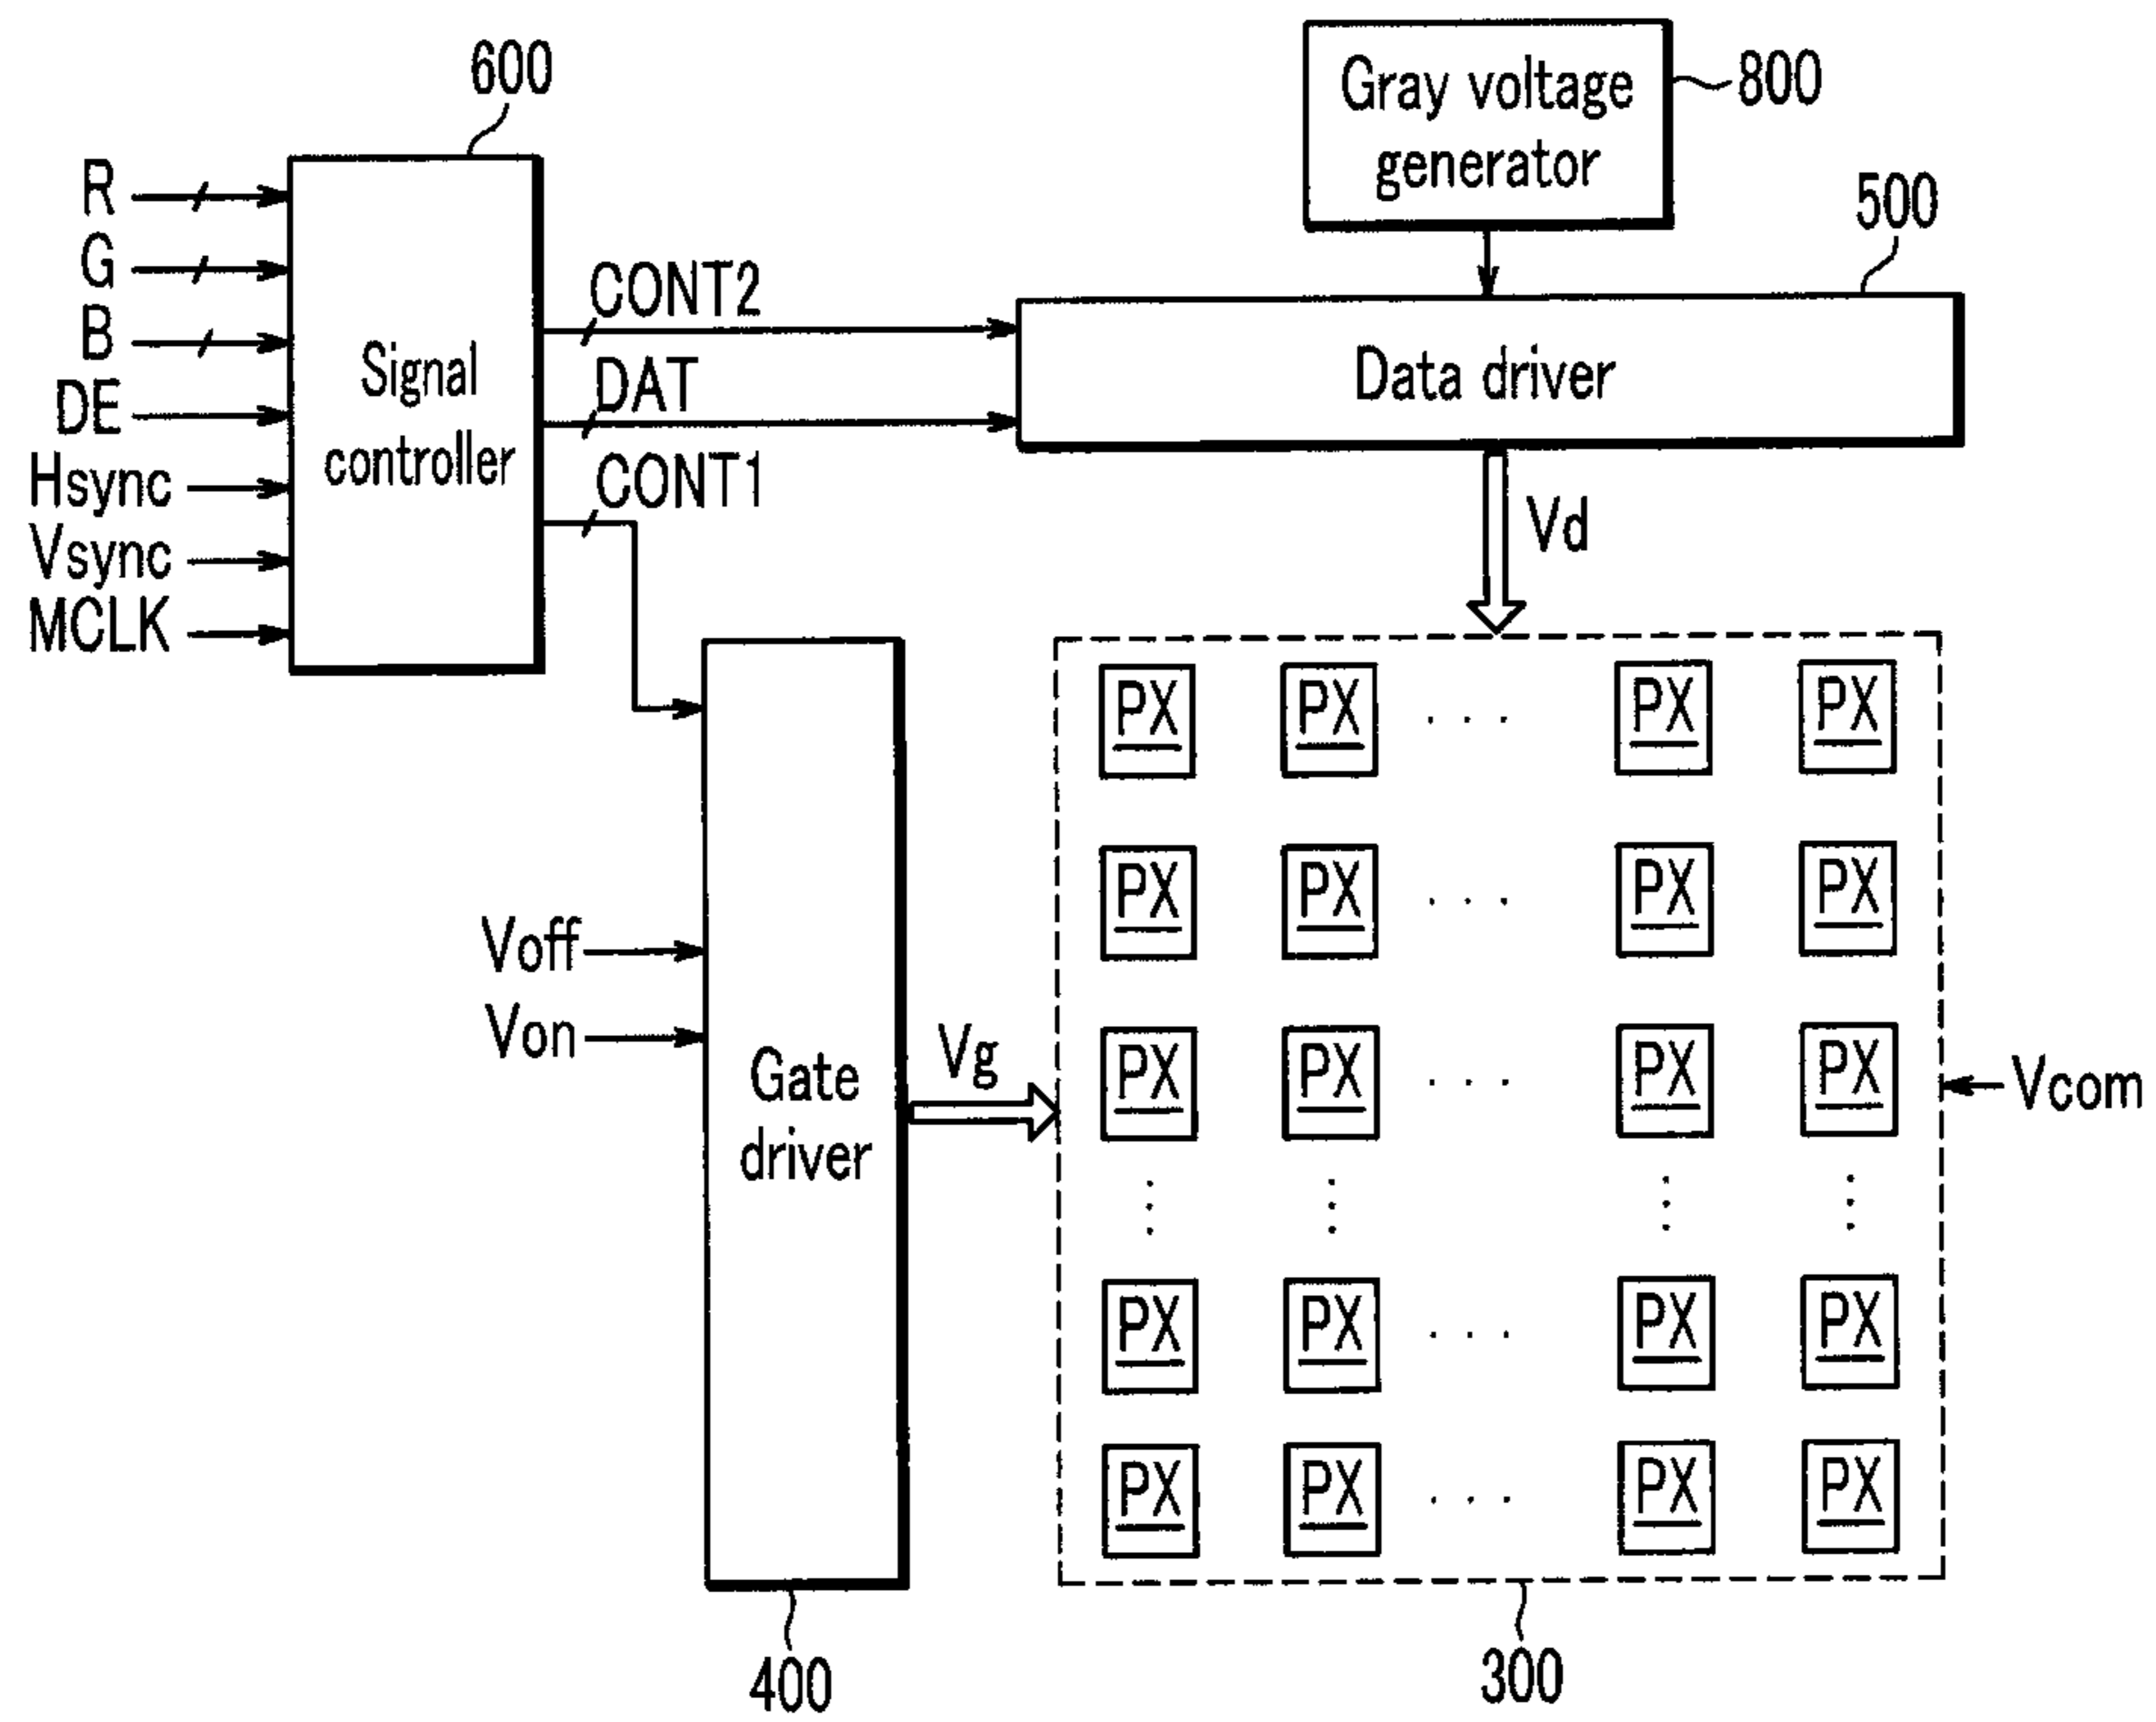 600
Gray voltage
generator
800
R
G
B
DE
Hsync
Vsync
MCLK
Signal
controller
CONT2
DAT
CONT1
500
Data driver
Vd
Voff
Von
Gate
driver
Vg
PX PX ... PX PX
PX PX ... PX PX
PX PX ... PX PX
PX PX ... PX PX
PX PX ... PX PX
Vcom
400
300